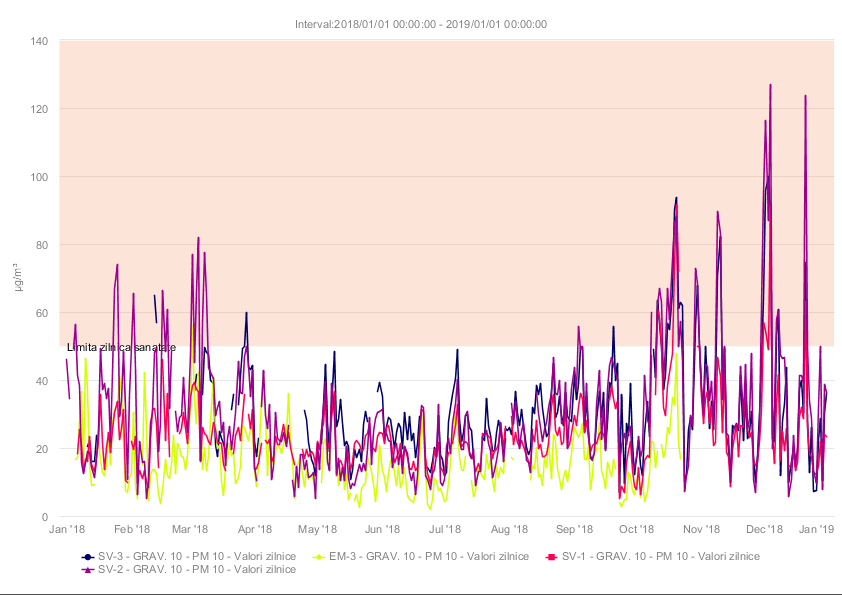 Interval:2018/01/01 00:00:00 - 2019/01/01 00:00:00
140
120
100
80
60
40
20
0
µg/m³
Limita zilnica sanatate
Jan '18 Feb '18 Mar '18 Apr '18 May '18 Jun '18 Jul '18 Aug '18 Sep '18 Oct '18 Nov '18 Dec '18 Jan '19
SV-3 - GRAV. 10 - PM 10 - Valori zilnice EM-3 - GRAV. 10 - PM 10 - Valori zilnice SV-1 - GRAV. 10 - PM 10 - Valori zilnice
SV-2 - GRAV. 10 - PM 10 - Valori zilnice